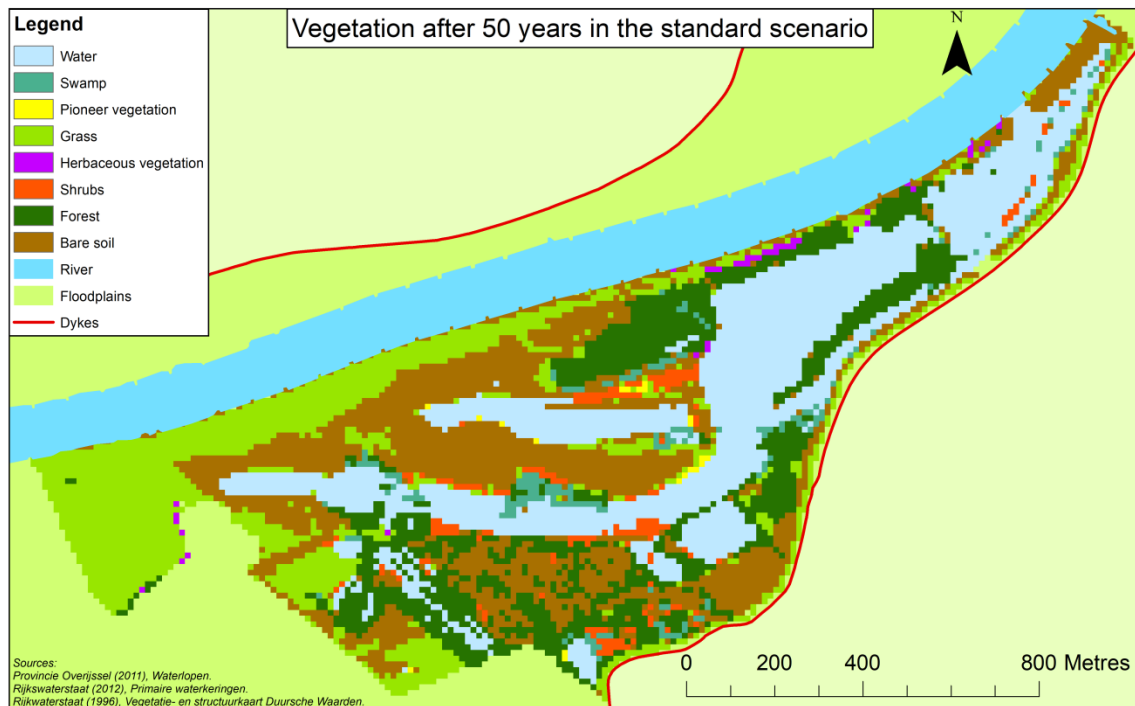 Vegetation after 50 years in the standard scenario
Legend
Water
Swamp
Pioneer vegetation
Grass
Herbaceous vegetation
Shrubs
Forest
Bare soil
River
Floodplains
Dykes
N
Sources:
Provincie Overijssel (2011), Waterlopen.
Rijkswaterstaat (2012), Primaire waterkeringen.
Rijkwaterstaat (1996), Vegetatie- en structuurkaart Duursche Waarden.
0 200 400 800 Metres